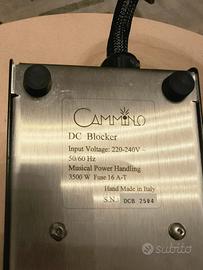 CAMMINO
DC Blocker
Input Voltage: 220-240V ~
50/60 Hz
Musical Power Handling
3500 W Fuse 16 A-T
Hand Made in Italy
S.N.: DCB 2504
subito